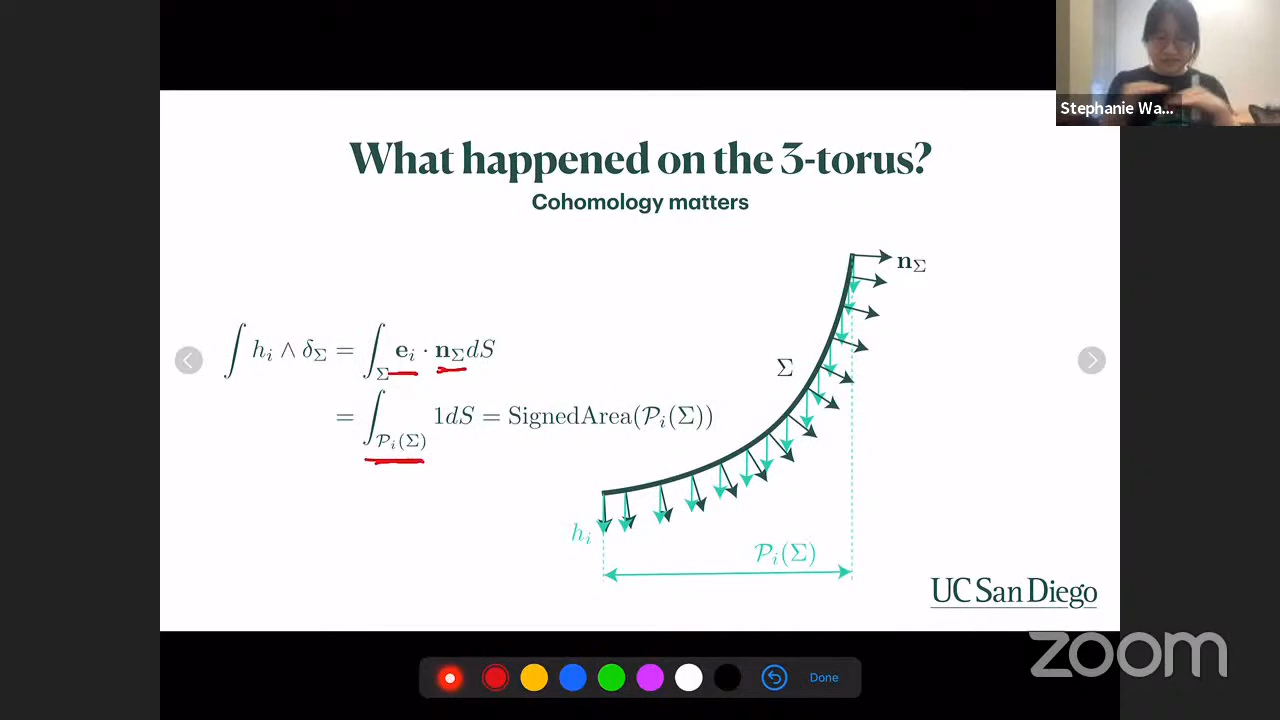 Stephanie Wa...
What happened on the 3-torus?
Cohomology matters
n_Σ
∫ h_i ∧ δ_Σ = ∫_Σ e_i · n_Σ dS
Σ
= ∫_{𝒫_i(Σ)} 1dS = SignedArea(𝒫_i(Σ))
h_i
𝒫_i(Σ)
UC San Diego
zoom
Done